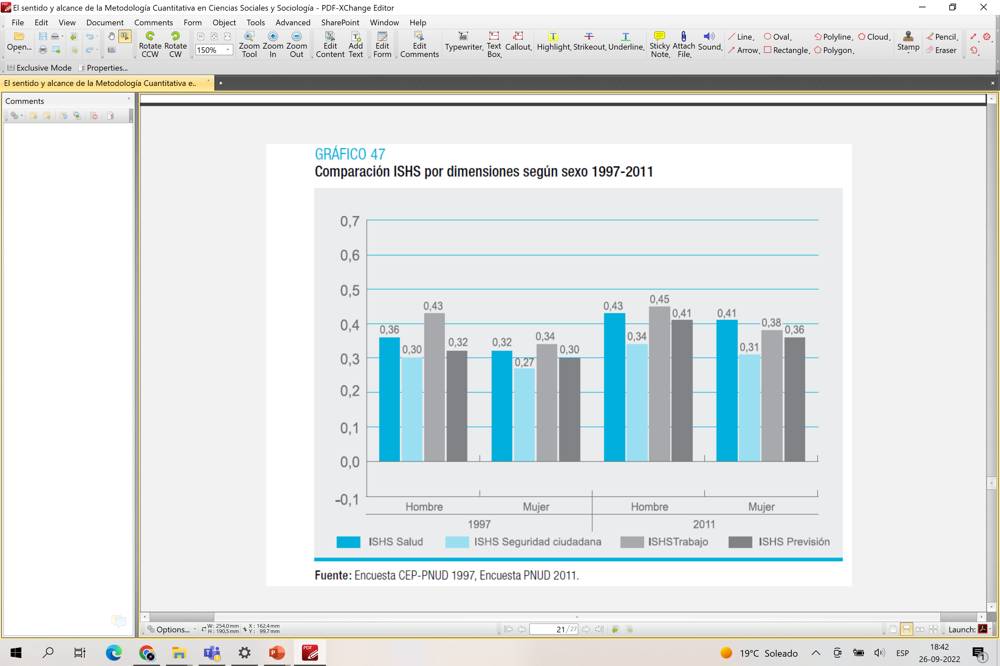 El sentido y alcance de la Metodología Cuantitativa en Ciencias Sociales y Sociología - PDF-XChange Editor
File Edit View Document Comments Form Object Tools Advanced SharePoint Window Help
Open...
150%
Rotate CCW
Rotate CW
Zoom Tool
Zoom In
Zoom Out
Edit Content
Add Text
Edit Form
Edit Comments
Typewriter
Text Box
Callout
Highlight
Strikeout
Underline
Sticky Note
Attach File
Sound
Line
Oval
Polyline
Cloud
Arrow
Rectangle
Polygon
Stamp
Pencil
Eraser
Exclusive Mode Properties...
El sentido y alcance de la Metodología Cuantitativa e..
Comments
GRÁFICO 47
Comparación ISHS por dimensiones según sexo 1997-2011
0,7
0,6
0,5
0,4
0,3
0,2
0,1
0,0
-0,1
0,36 0,30 0,43 0,32
0,32 0,27 0,34 0,30
0,43 0,34 0,45 0,41
0,41 0,31 0,38 0,36
Hombre Mujer Hombre Mujer
1997 2011
ISHS Salud ISHS Seguridad ciudadana ISHSTrabajo ISHS Previsión
Fuente: Encuesta CEP-PNUD 1997, Encuesta PNUD 2011.
Options...
W: 254,0 mm X: 162,4 mm
H: 190,5 mm Y: 99,7 mm
21/27
Launch:
19°C Soleado
ESP
18:42
26-09-2022
1